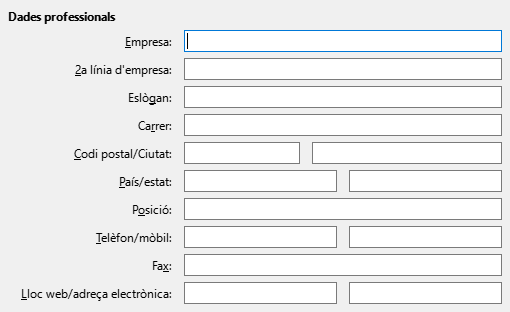 Dades professionals
Empresa:
2a línia d'empresa:
Eslògan:
Carrer:
Codi postal/Ciutat:
País/estat:
Posició:
Telèfon/mòbil:
Fax:
Lloc web/adreça electrònica: